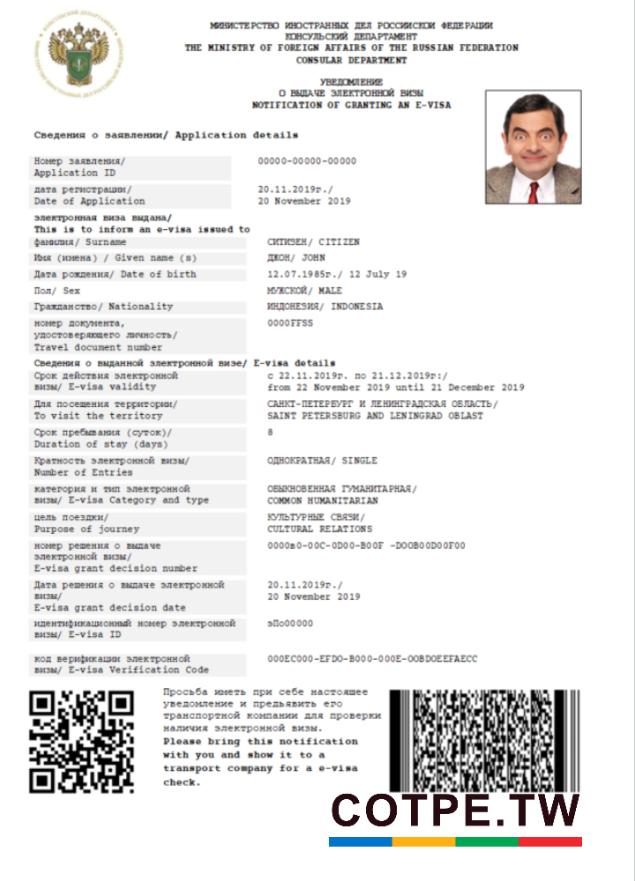 МИНИСТЕРСТВО ИНОСТРАННЫХ ДЕЛ РОССИЙСКОЙ ФЕДЕРАЦИИ
КОНСУЛЬСКИЙ ДЕПАРТАМЕНТ
THE MINISTRY OF FOREIGN AFFAIRS OF THE RUSSIAN FEDERATION
CONSULAR DEPARTMENT
УВЕДОМЛЕНИЕ
О ВЫДАЧЕ ЭЛЕКТРОННОЙ ВИЗЫ
NOTIFICATION OF GRANTING AN E-VISA
Сведения о заявлении/ Application details
Номер заявления/
Application ID
00000-00000-00000
дата регистрации/
Date of Application
20.11.2019г./
20 November 2019
электронная виза выдана/
This is to inform an e-visa issued to
фамилия/ Surname
СИТИЗЕН/ CITIZEN
Имя (имена) / Given name (s)
ДЖОН/ JOHN
Дата рождения/ Date of birth
12.07.1985г./ 12 July 19
Пол/ Sex
МУЖСКОЙ/ MALE
Гражданство/ Nationality
ИНДОНЕЗИЯ/ INDONESIA
номер документа,
удостоверяющего личность/
Travel document number
0000FFSS
Сведения о выданной электронной визе/ E-visa details
Срок действия электронной
визы/ E-visa validity
с 22.11.2019г. по 21.12.2019г:/
from 22 November 2019 until 21 December 2019
Для посещения территории/
To visit the territory
САНКТ-ПЕТЕРБУРГ И ЛЕНИНГРАДСКАЯ ОБЛАСТЬ/
SAINT PETERSBURG AND LENINGRAD OBLAST
Срок пребывания (суток)/
Duration of stay (days)
8
Кратность электронной визы/
Number of Entries
ОДНОКРАТНАЯ/ SINGLE
категория и тип электронной
визы/ E-visa Category and type
ОБЫКНОВЕННАЯ ГУМАНИТАРНАЯ/
COMMON HUMANITARIAN
цель поездки/
Purpose of journey
КУЛЬТУРНЫЕ СВЯЗИ/
CULTURAL RELATIONS
номер решения о выдаче
электронной визы/
E-visa grant decision number
0000в0-00C-0D00-B00F -DOOB00D00F00
Дата решения о выдаче электронной
визы/
E-visa grant decision date
20.11.2019г./
20 November 2019
идентификационный номер электронной
визы/ E-visa ID
эПо00000
код верификации электронной
визы/ E-visa Verification Code
000EC000-EFD0-B000-000E-OOBDOEEFAECC
Просьба иметь при себе настоящее
уведомление и предъявить его
транспортной компании для проверки
наличия электронной визы.
Please bring this notification
with you and show it to a
transport company for a e-visa
check.
COTPE.TW